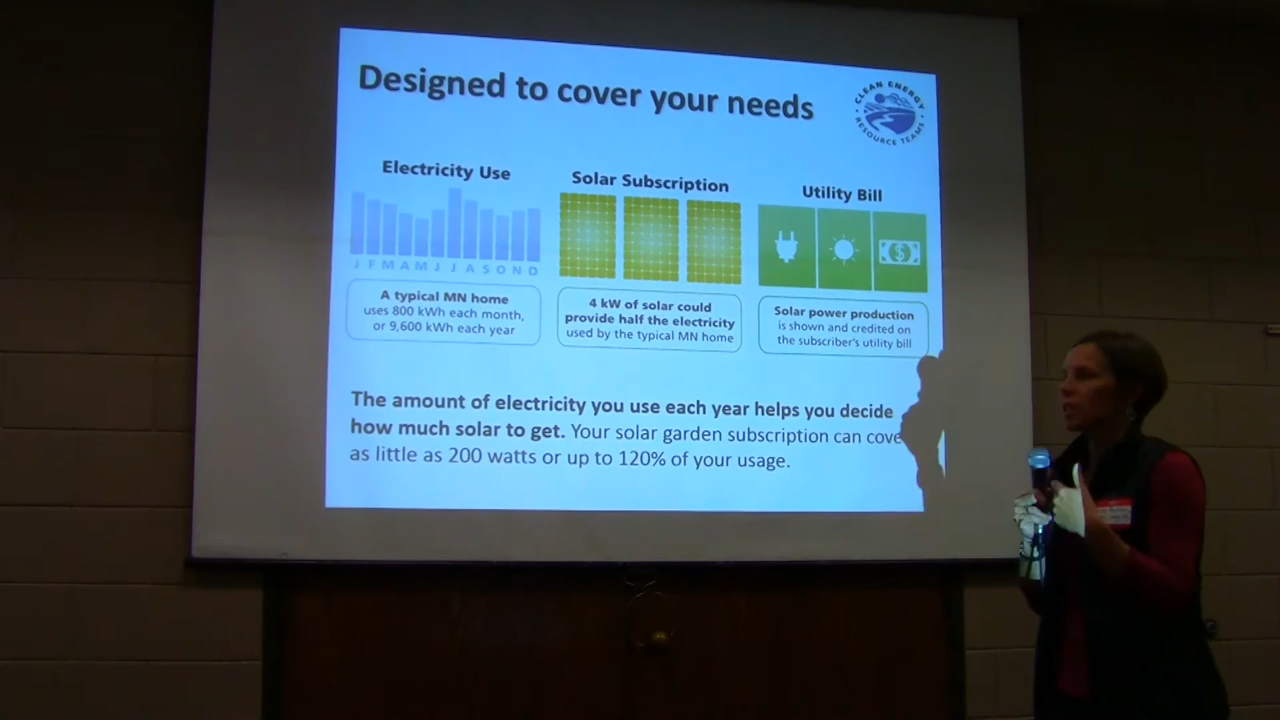 Designed to cover your needs
CLEAN ENERGY
RESOURCE TEAMS
Electricity Use
J F M A M J J A S O N D
A typical MN home
uses 800 kWh each month,
or 9,600 kWh each year
Solar Subscription
4 kW of solar could
provide half the electricity
used by the typical MN home
Utility Bill
$
Solar power production
is shown and credited on
the subscriber's utility bill
The amount of electricity you use each year helps you decide
how much solar to get. Your solar garden subscription can cove
as little as 200 watts or up to 120% of your usage.